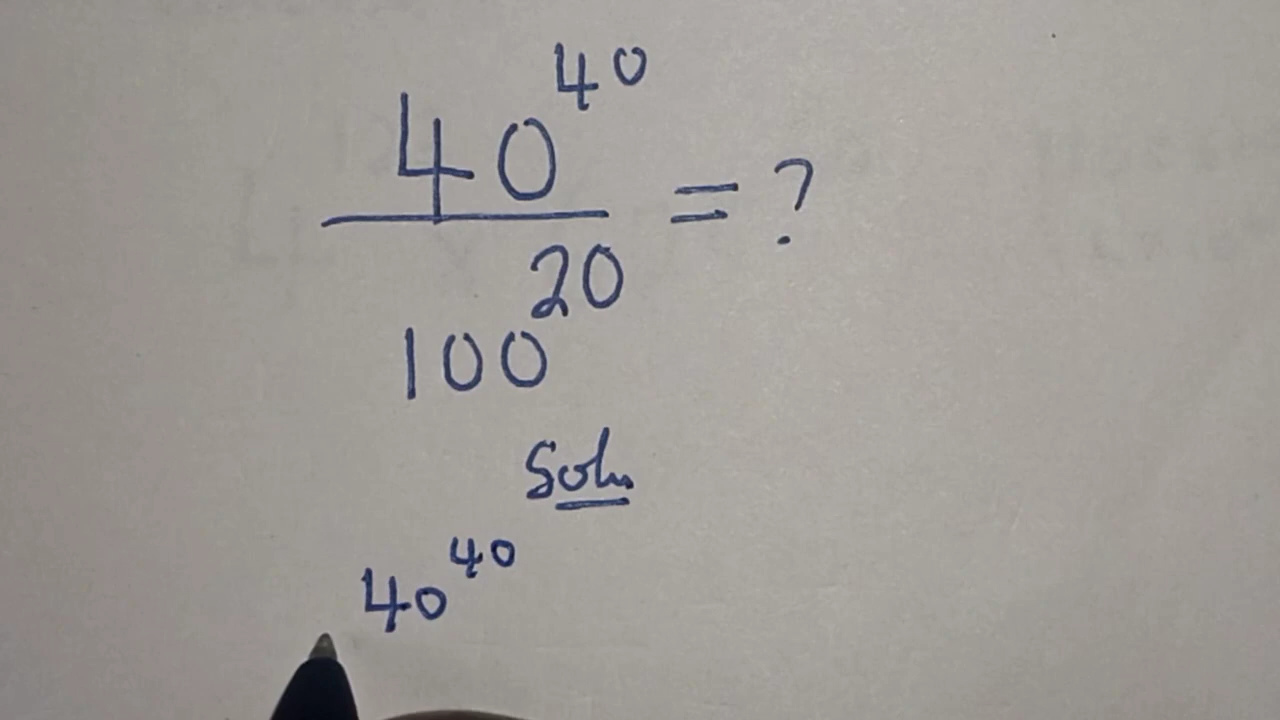 40^40
———— = ?
100^20
Soln
40^40